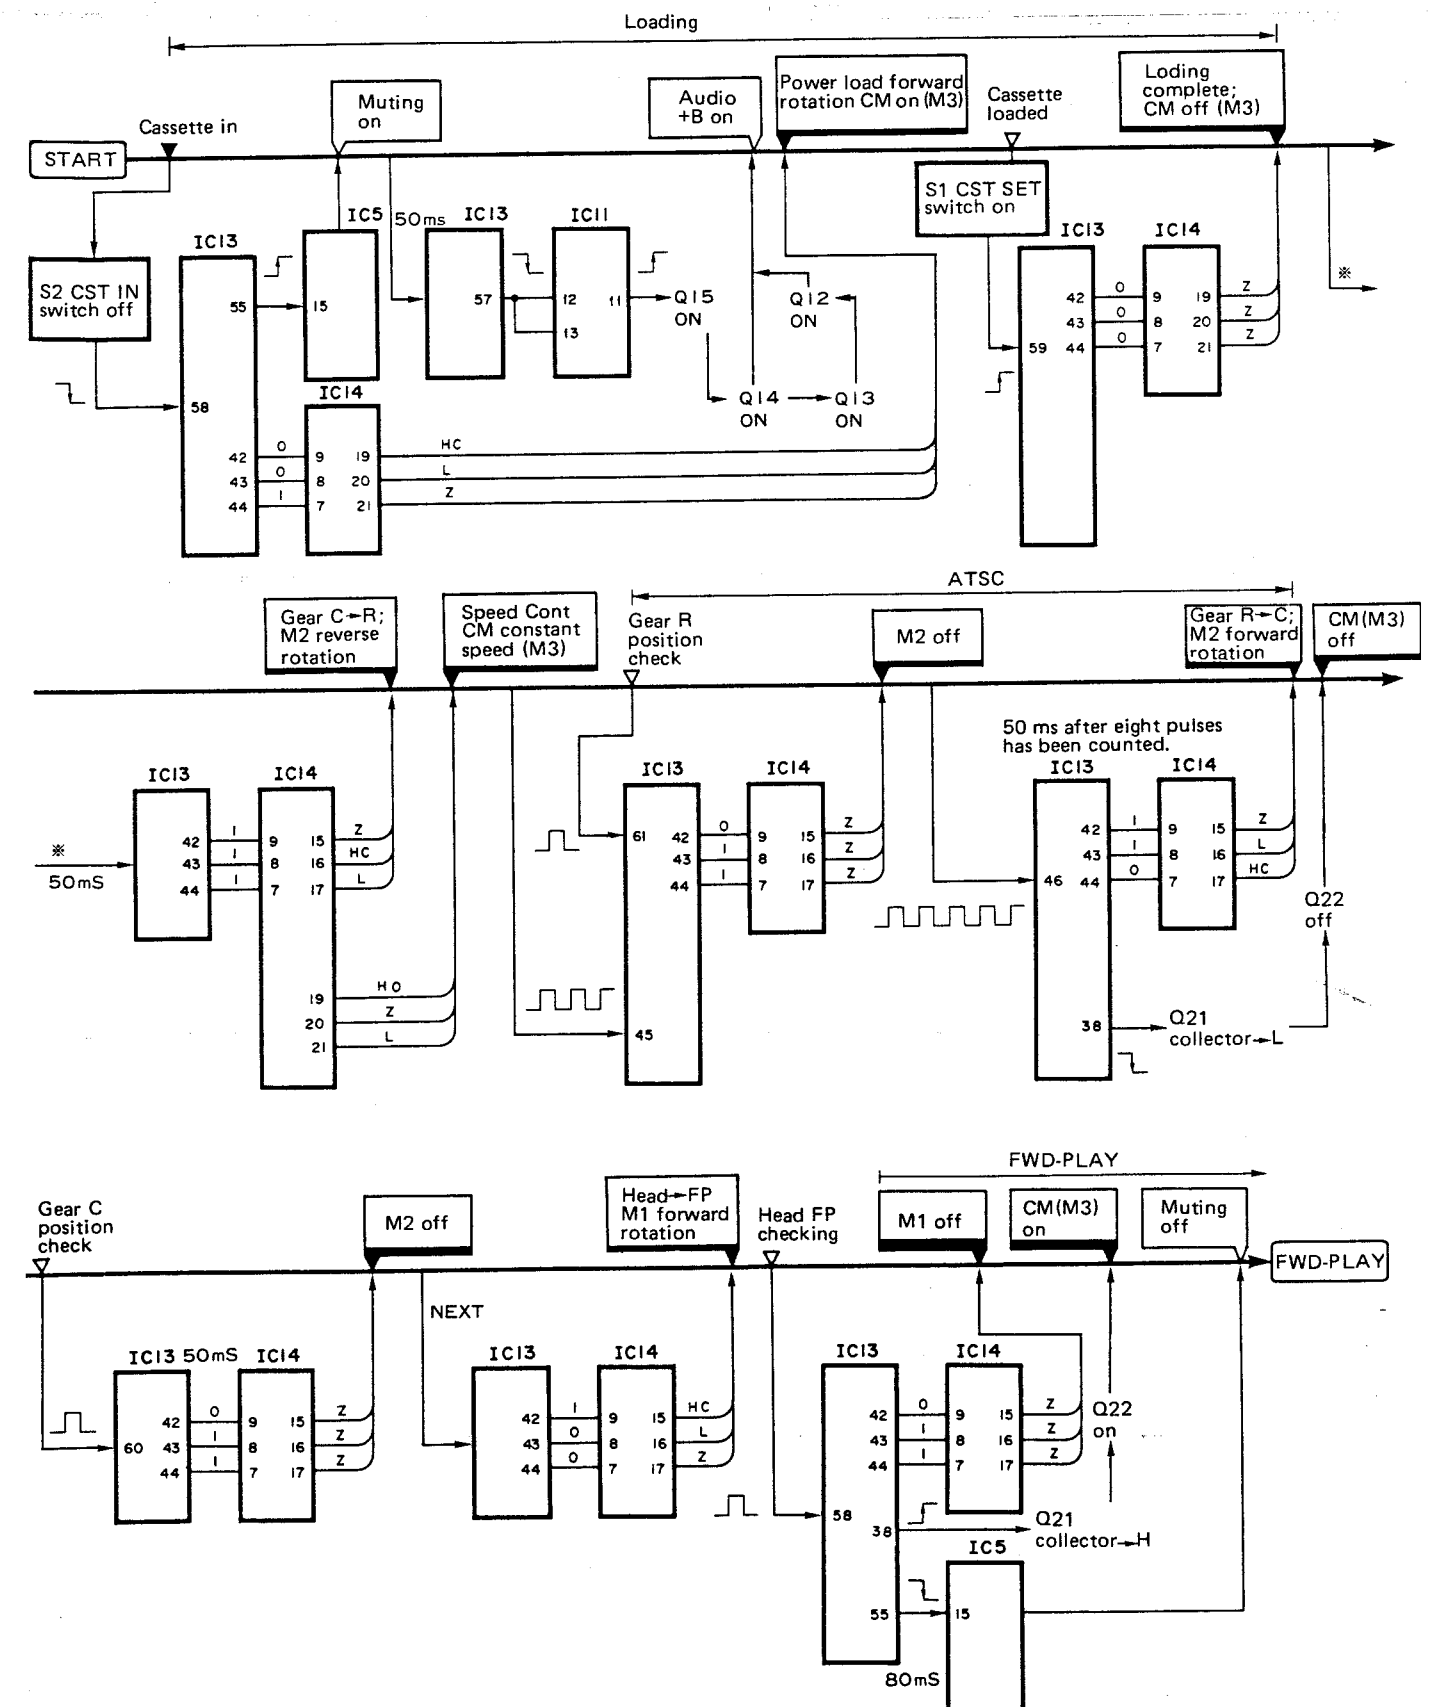 Loading
Muting
on
Audio
+B on
Power load forward
rotation CM on (M3)
Cassette
loaded
Loding
complete;
CM off (M3)
Cassette in
START
S1 CST SET
switch on
IC5
50ms
IC13
IC11
IC13
IC14
IC13
S2 CST IN
switch off
55
15
57
12
13
11
Q15
ON
Q12
ON
42
0
9
19
Z
43
0
8
20
Z
59
44
0
7
21
Z
※
58
IC14
Q14
ON
Q13
ON
42
0
9
19
HC
43
0
8
20
L
44
1
7
21
Z
ATSC
Gear C→R;
M2 reverse
rotation
Speed Cont
CM constant
speed (M3)
Gear R
position
check
M2 off
Gear R→C;
M2 forward
rotation
CM(M3)
off
50 ms after eight pulses
has been counted.
IC13
IC14
IC13
IC14
IC13
IC14
※
50mS
42
1
9
15
Z
43
1
8
16
HC
44
1
7
17
L
19
HO
20
Z
21
L
61
42
0
9
15
Z
43
1
8
16
Z
44
1
7
17
Z
45
42
1
9
15
Z
43
1
8
16
L
46
44
0
7
17
HC
Q22
off
38
Q21
collector→L
FWD-PLAY
Gear C
position
check
M2 off
Head→FP
M1 forward
rotation
Head FP
checking
M1 off
CM(M3)
on
Muting
off
FWD-PLAY
NEXT
IC13 50mS
IC14
IC13
IC14
IC13
IC14
42
0
9
15
Z
60
43
1
8
16
Z
44
1
7
17
Z
42
1
9
15
HC
43
0
8
16
L
44
0
7
17
Z
42
0
9
15
Z
43
1
8
16
Z
44
1
7
17
Z
Q22
on
58
38
Q21
collector→H
IC5
55
15
80mS